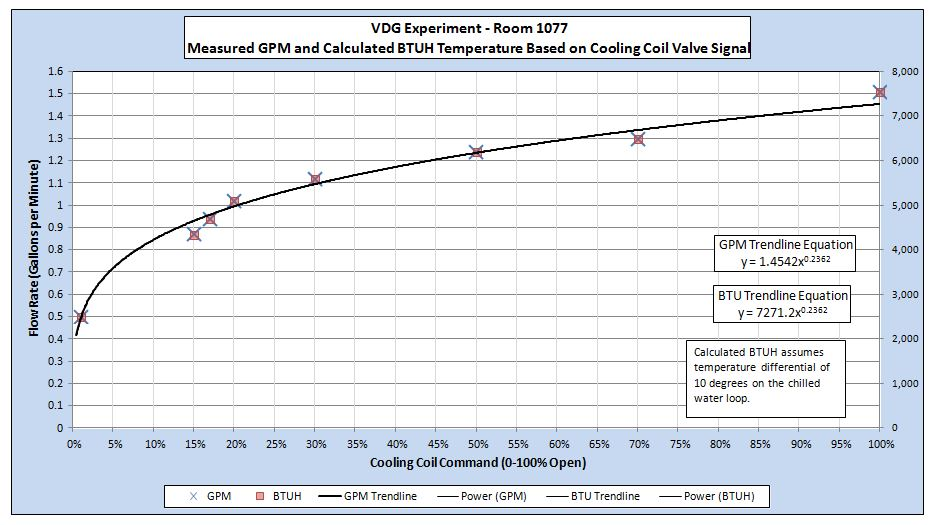 VDG Experiment - Room 1077
Measured GPM and Calculated BTUH Temperature Based on Cooling Coil Valve Signal
1.6
1.5
1.4
1.3
1.2
1.1
1
0.9
0.8
0.7
0.6
0.5
0.4
0.3
0.2
0.1
0
Flow Rate (Gallons per Minute)
8,000
7,000
6,000
5,000
4,000
3,000
2,000
1,000
0
GPM Trendline Equation
y = 1.4542x^0.2362
BTU Trendline Equation
y = 7271.2x^0.2362
Calculated BTUH assumes
temperature differential of
10 degrees on the chilled
water loop.
0% 5% 10% 15% 20% 25% 30% 35% 40% 45% 50% 55% 60% 65% 70% 75% 80% 85% 90% 95% 100%
Cooling Coil Command (0-100% Open)
GPM BTUH GPM Trendline Power (GPM) BTU Trendline Power (BTUH)